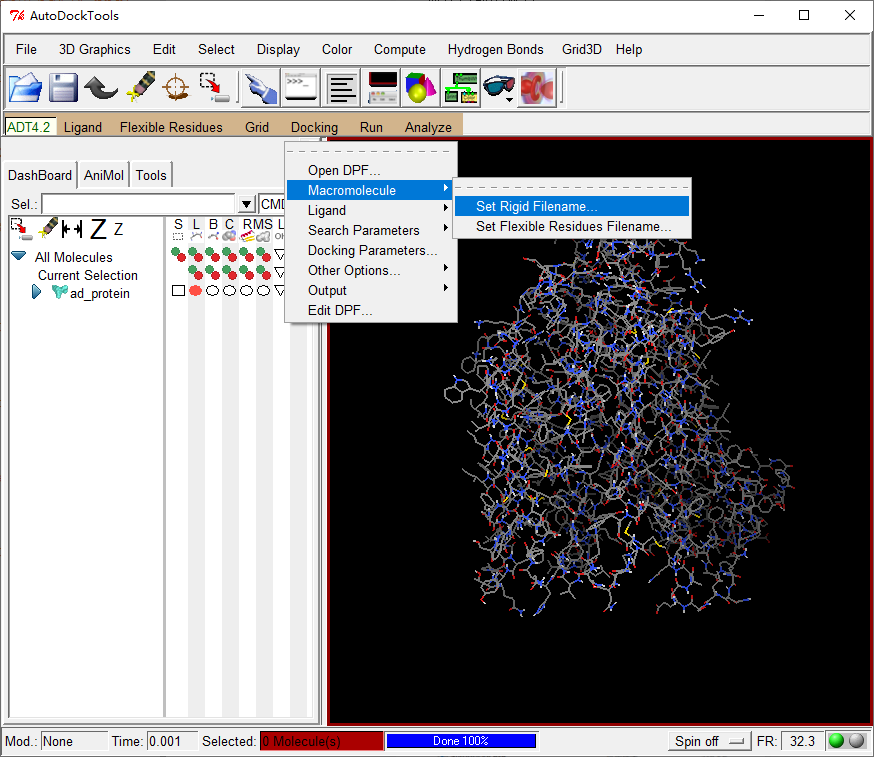 AutoDockTools
File 3D Graphics Edit Select Display Color Compute Hydrogen Bonds Grid3D Help
>>>
ADT4.2 Ligand Flexible Residues Grid Docking Run Analyze
Open DPF...
DashBoard AniMol Tools
Macromolecule
Set Rigid Filename...
Sel.: CMD
Ligand
Set Flexible Residues Filename...
Z Z
S L B C R MS L
Search Parameters
Docking Parameters...
All Molecules
Other Options...
Current Selection
Output
ad_protein
Edit DPF...
Mod.: None Time: 0.001 Selected: 0 Molecule(s) Done 100% Spin off FR: 32.3